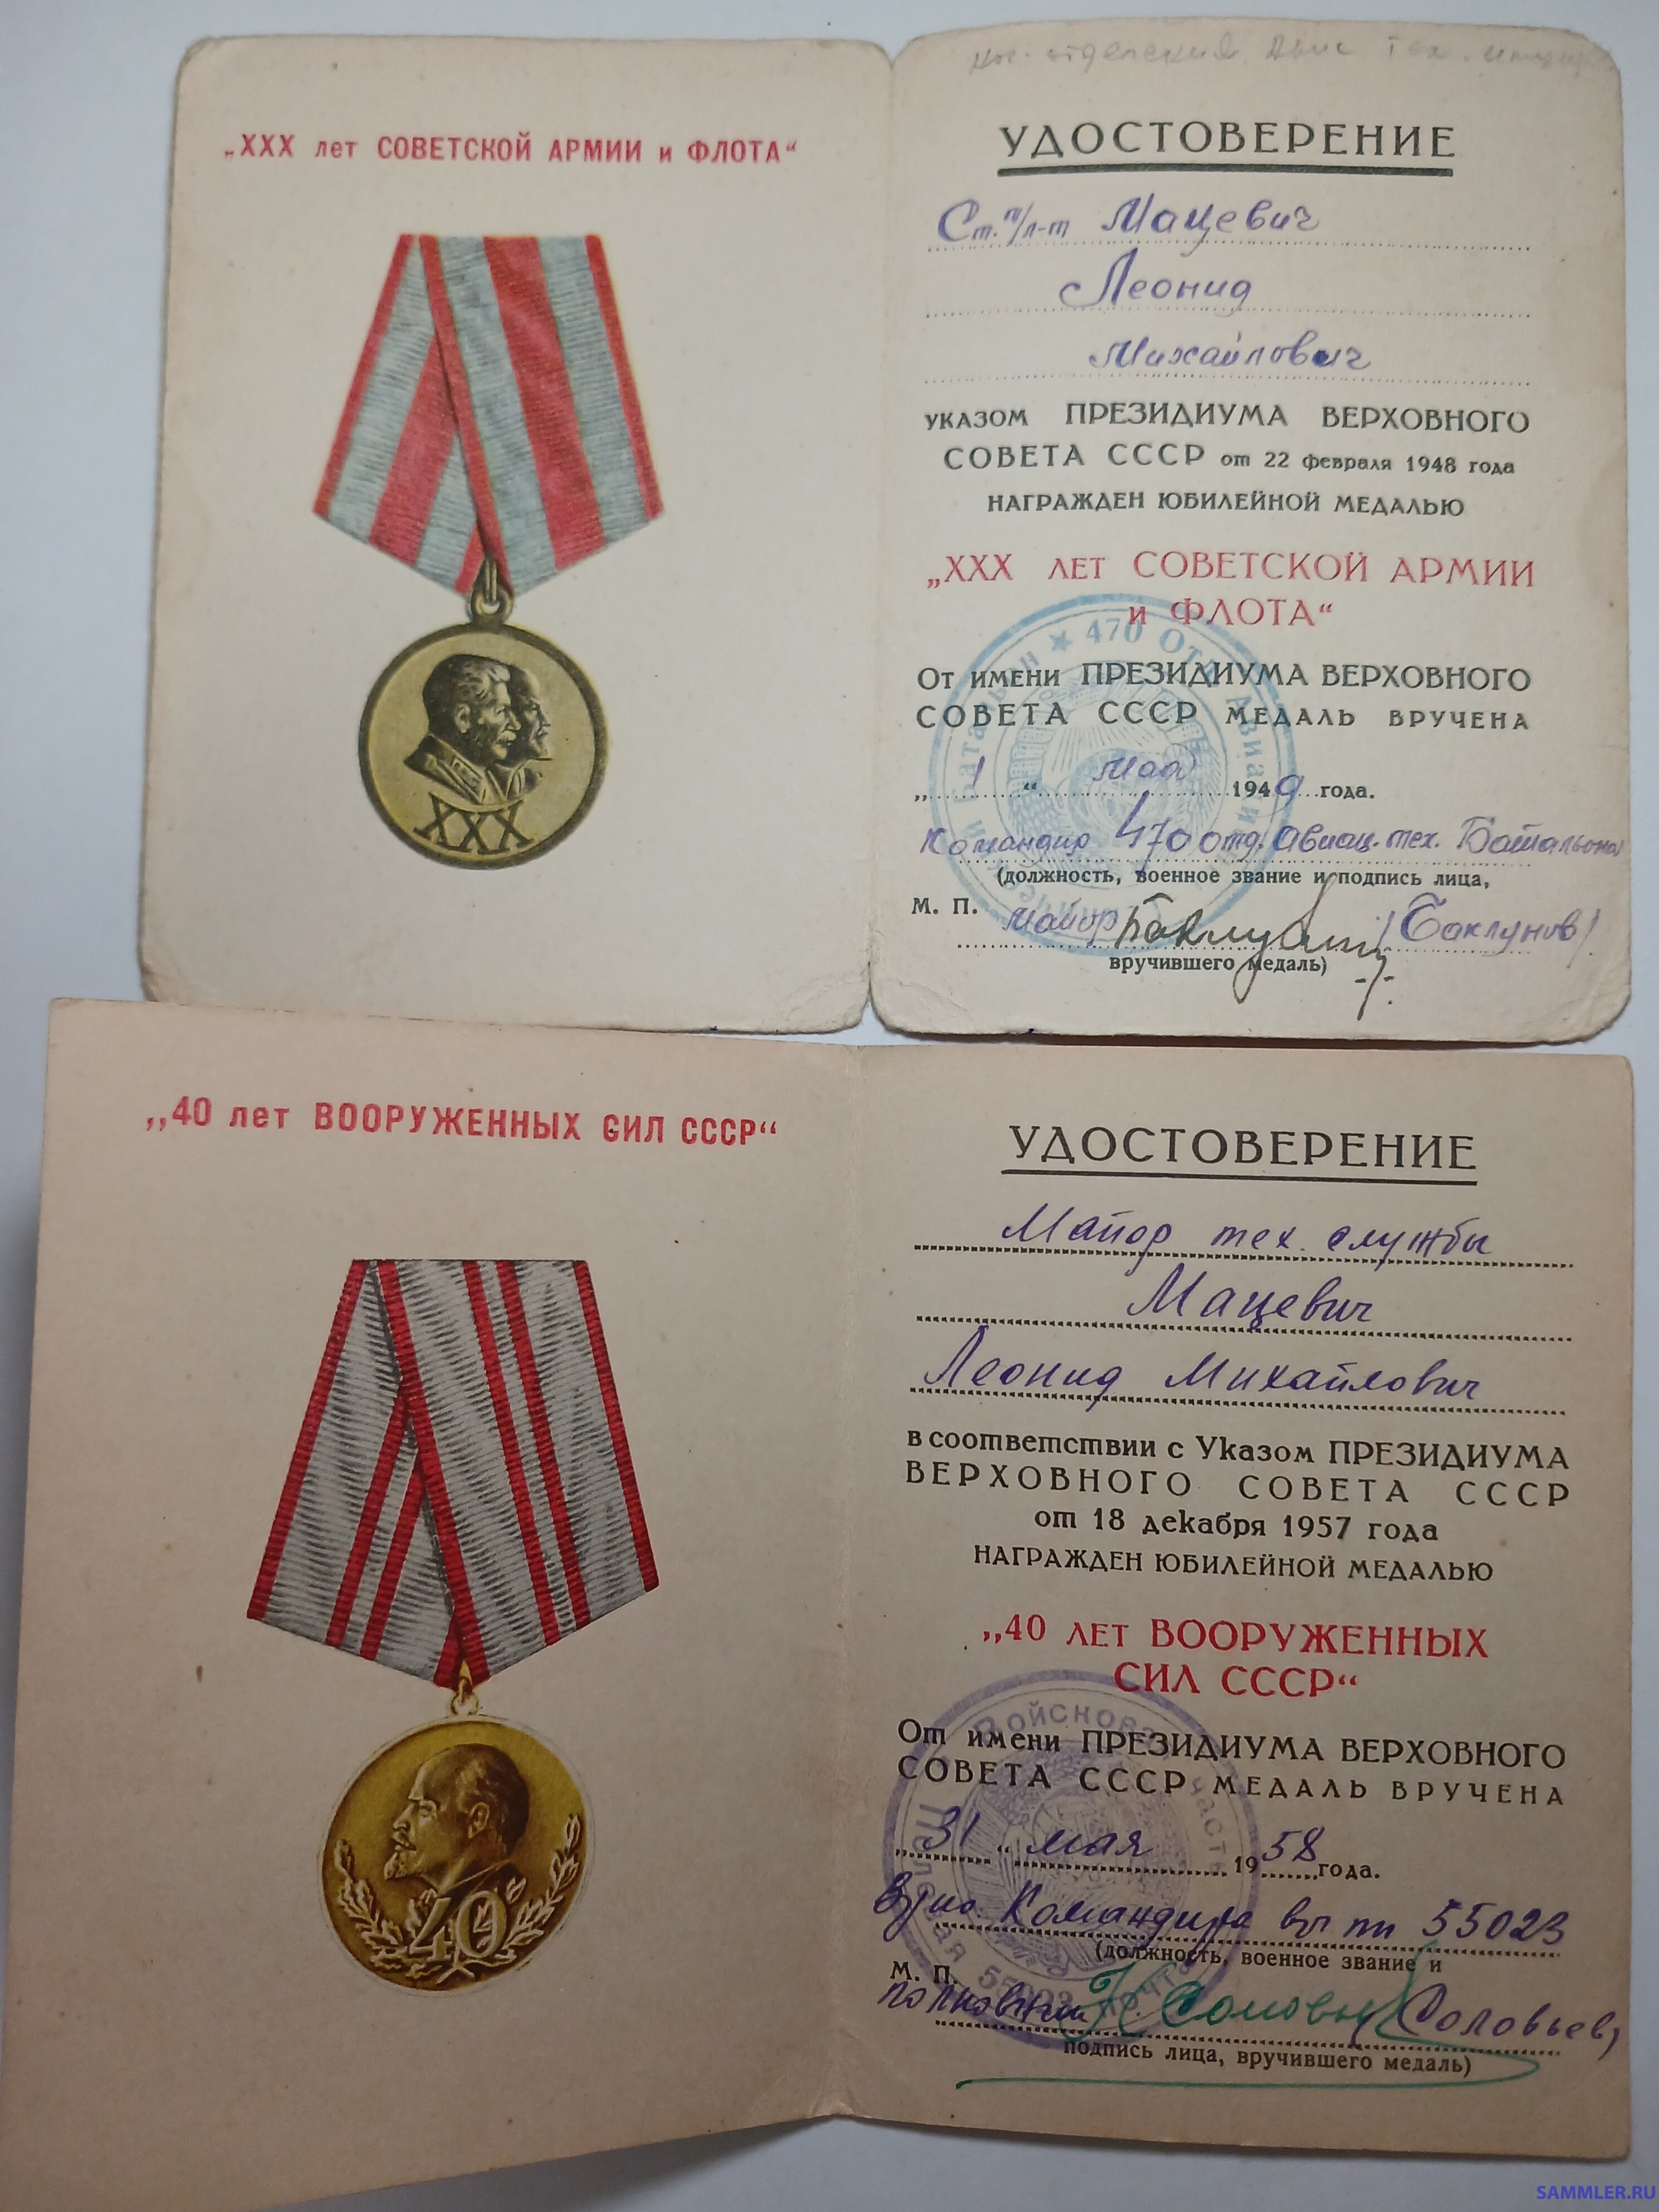 „XXX лет СОВЕТСКОЙ АРМИИ и ФЛОТА“
УДОСТОВЕРЕНИЕ
Ст. т/л-т Мацевич
Леонид
Михайлович
УКАЗОМ ПРЕЗИДИУМА ВЕРХОВНОГО
СОВЕТА СССР от 22 февраля 1948 года
НАГРАЖДЕН ЮБИЛЕЙНОЙ МЕДАЛЬЮ
„XXX ЛЕТ СОВЕТСКОЙ АРМИИ
и ФЛОТА“
От имени ПРЕЗИДИУМА ВЕРХОВНОГО
СОВЕТА СССР МЕДАЛЬ ВРУЧЕНА
„1“ мая 1949 года.
Командир 470 отд. авиац. тех. Батальона
(должность, военное звание и подпись лица,
М. П. майор (Баклунов)
вручившего медаль)
XXX
„40 лет ВООРУЖЕННЫХ СИЛ СССР“
УДОСТОВЕРЕНИЕ
Майор тех. службы
Мацевич
Леонид Михайлович
в соответствии с Указом ПРЕЗИДИУМА
ВЕРХОВНОГО СОВЕТА СССР
от 18 декабря 1957 года
НАГРАЖДЕН ЮБИЛЕЙНОЙ МЕДАЛЬЮ
„40 ЛЕТ ВООРУЖЕННЫХ
СИЛ СССР“
От имени ПРЕЗИДИУМА ВЕРХОВНОГО
СОВЕТА СССР МЕДАЛЬ ВРУЧЕНА
„31“ мая 1958 года.
Врио Командира вч пп 55023
(должность, военное звание и
М. П.
полковник Соловьев (Соловьев)
подпись лица, вручившего медаль)
40
SAMMLER.RU